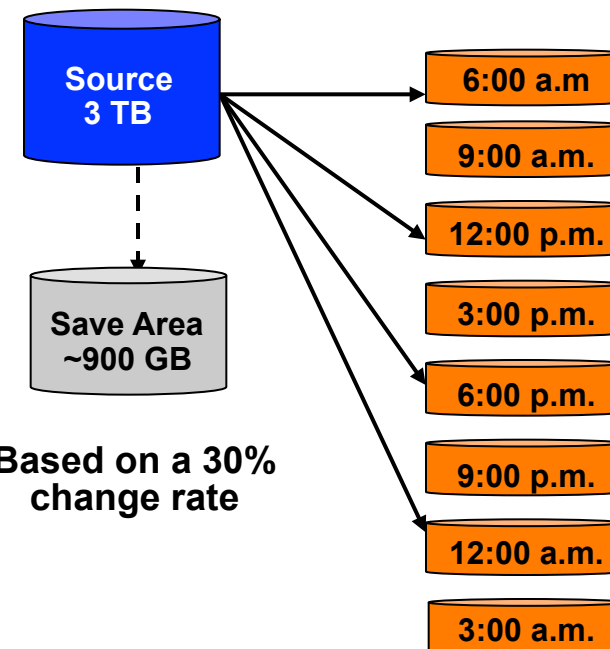 Source
3 TB
Save Area
~900 GB
Based on a 30%
change rate
6:00 a.m
9:00 a.m.
12:00 p.m.
3:00 p.m.
6:00 p.m.
9:00 p.m.
12:00 a.m.
3:00 a.m.